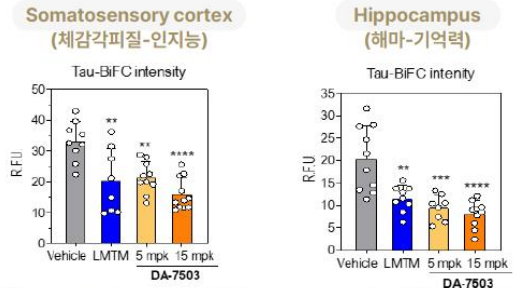 Somatosensory cortex
(체감각피질-인지능)
Tau-BiFC intensity
R.F.U
50
40
30
20
10
0
**
**
****
Vehicle LMTM 5 mpk 15 mpk
DA-7503
Hippocampus
(해마-기억력)
Tau-BiFC intenity
R.F.U
35
30
25
20
15
10
5
0
**
***
****
Vehicle LMTM 5 mpk 15 mpk
DA-7503